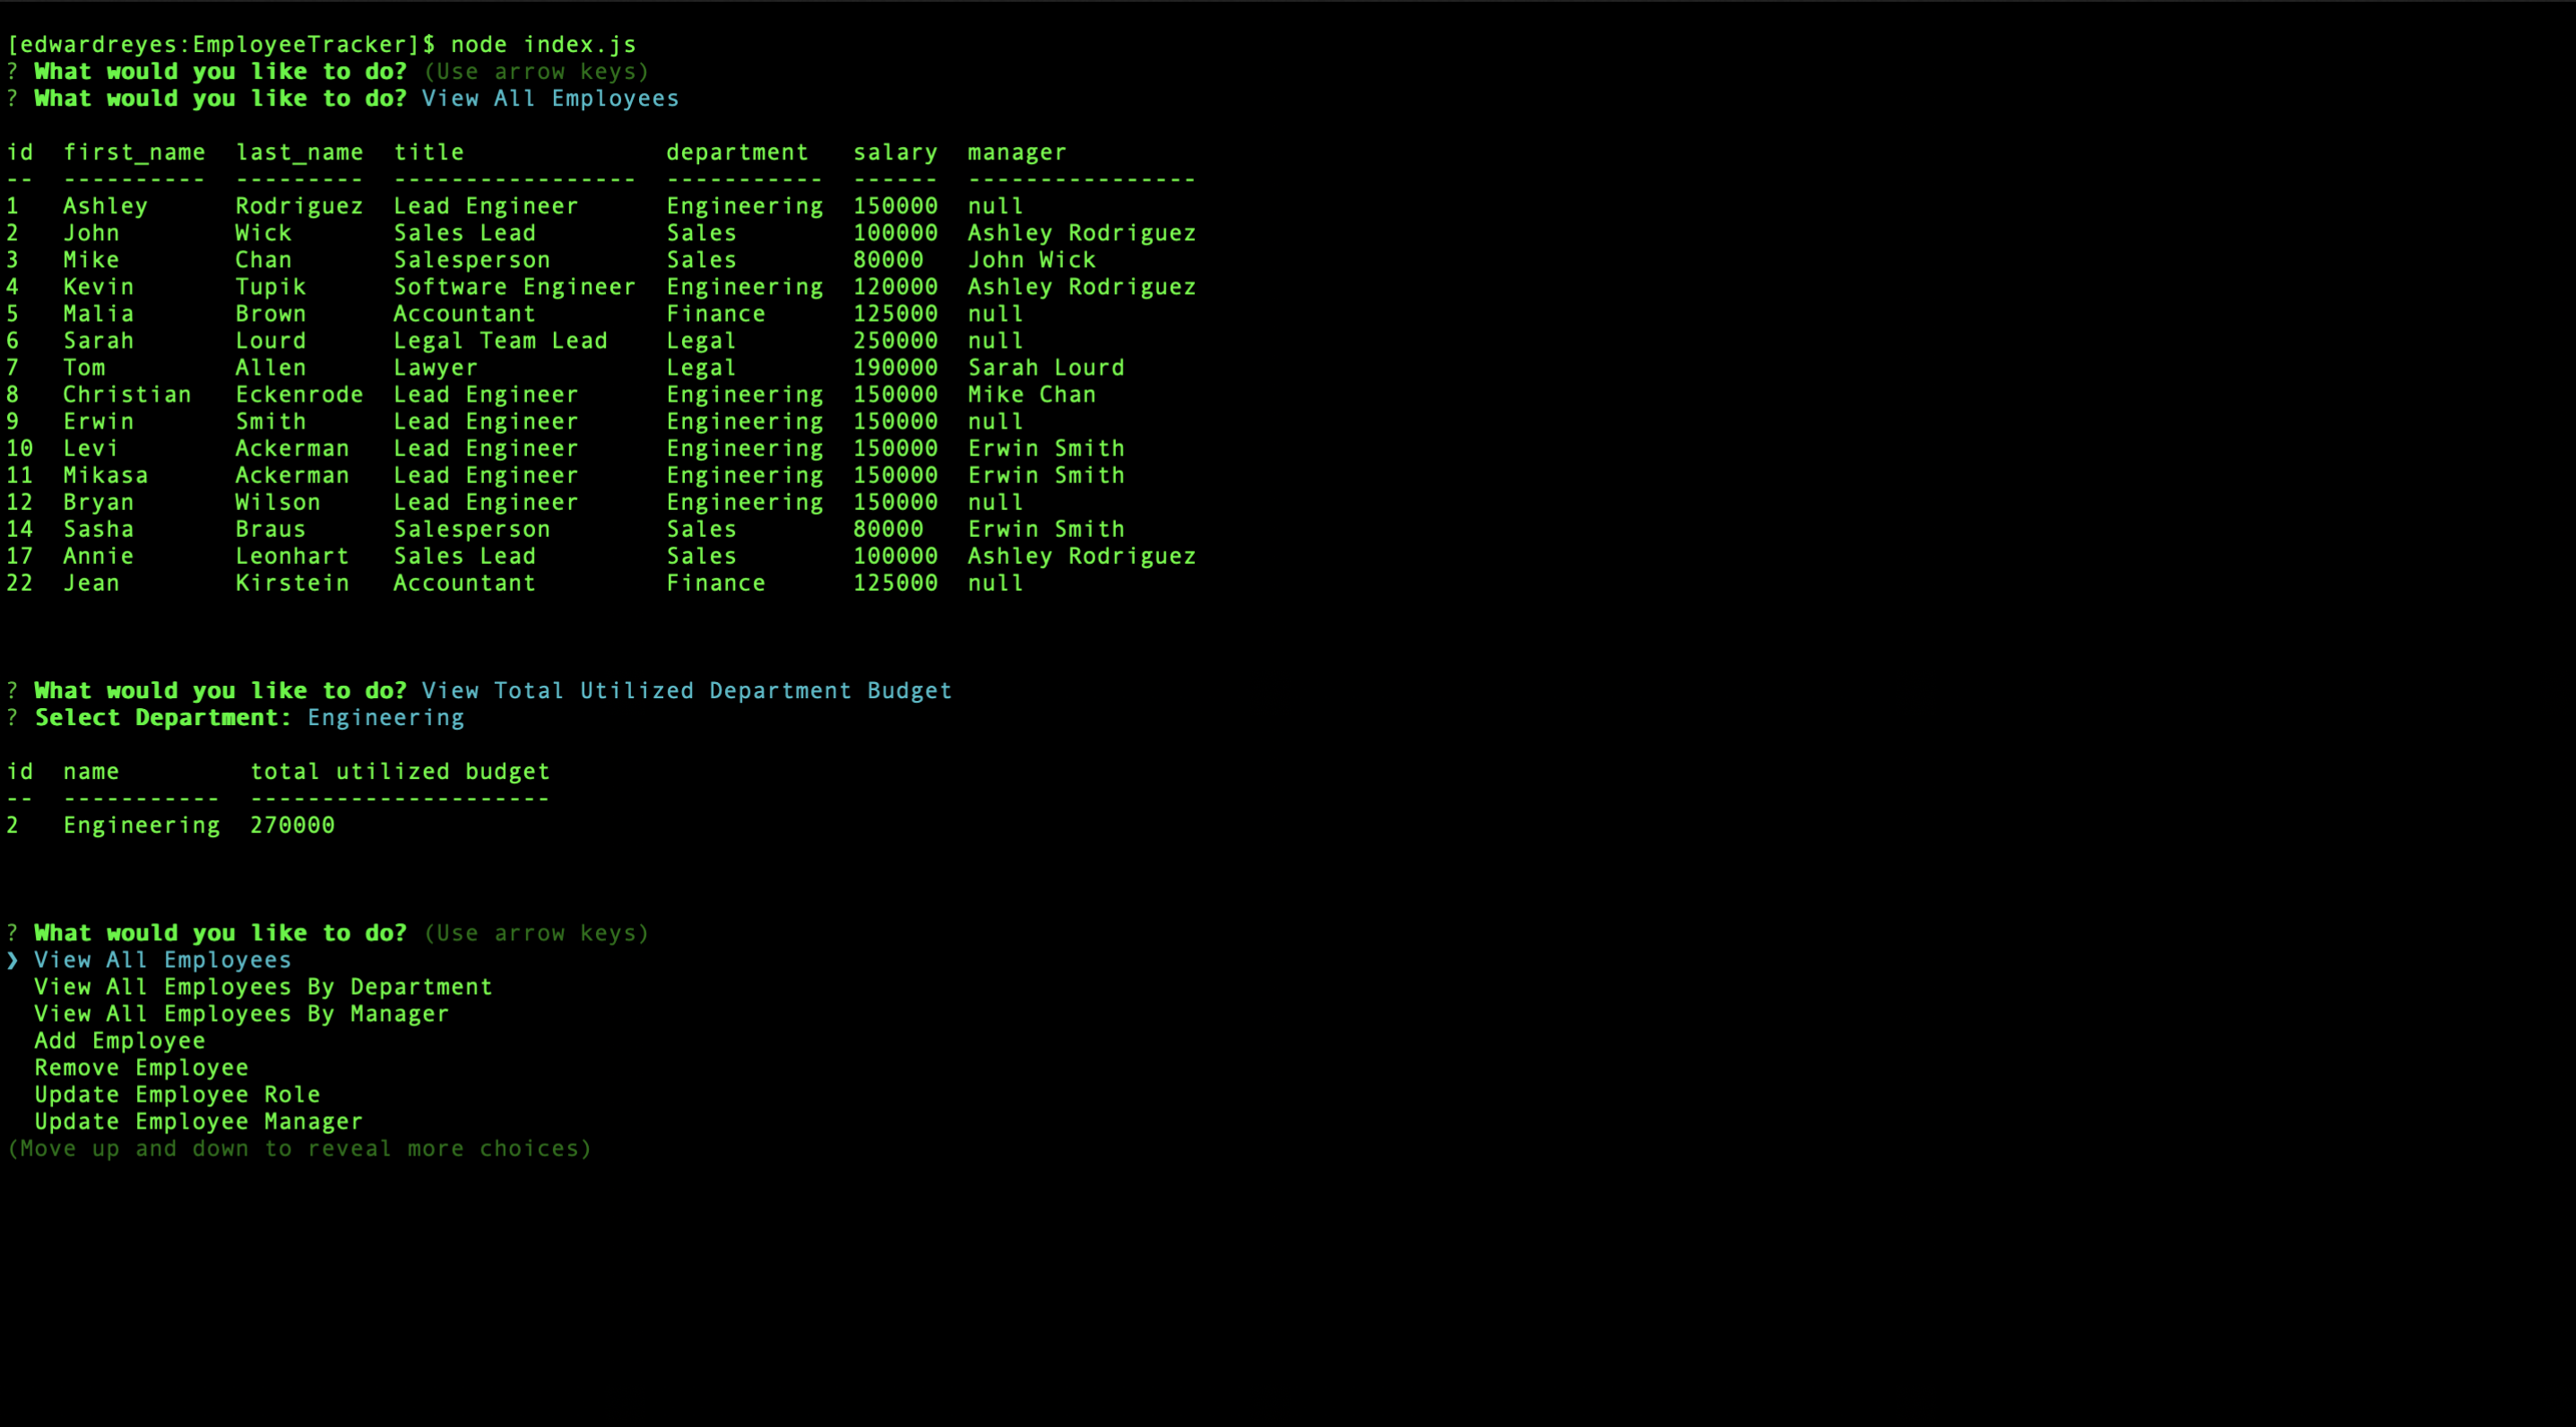 [edwardreyes:EmployeeTracker]$ node index.js
? What would you like to do? (Use arrow keys)
? What would you like to do? View All Employees
id  first_name  last_name  title              department   salary  manager
--  ----------  ---------  -----------------  -----------  ------  ----------------
1   Ashley      Rodriguez  Lead Engineer      Engineering  150000  null
2   John        Wick       Sales Lead         Sales        100000  Ashley Rodriguez
3   Mike        Chan       Salesperson        Sales        80000   John Wick
4   Kevin       Tupik      Software Engineer  Engineering  120000  Ashley Rodriguez
5   Malia       Brown      Accountant         Finance      125000  null
6   Sarah       Lourd      Legal Team Lead    Legal        250000  null
7   Tom         Allen      Lawyer             Legal        190000  Sarah Lourd
8   Christian   Eckenrode  Lead Engineer      Engineering  150000  Mike Chan
9   Erwin       Smith      Lead Engineer      Engineering  150000  null
10  Levi        Ackerman   Lead Engineer      Engineering  150000  Erwin Smith
11  Mikasa      Ackerman   Lead Engineer      Engineering  150000  Erwin Smith
12  Bryan       Wilson     Lead Engineer      Engineering  150000  null
14  Sasha       Braus      Salesperson        Sales        80000   Erwin Smith
17  Annie       Leonhart   Sales Lead         Sales        100000  Ashley Rodriguez
22  Jean        Kirstein   Accountant         Finance      125000  null
? What would you like to do? View Total Utilized Department Budget
? Select Department: Engineering
id  name         total utilized budget
--  -----------  ---------------------
2   Engineering  270000
? What would you like to do? (Use arrow keys)
❯ View All Employees
  View All Employees By Department
  View All Employees By Manager
  Add Employee
  Remove Employee
  Update Employee Role
  Update Employee Manager
(Move up and down to reveal more choices)